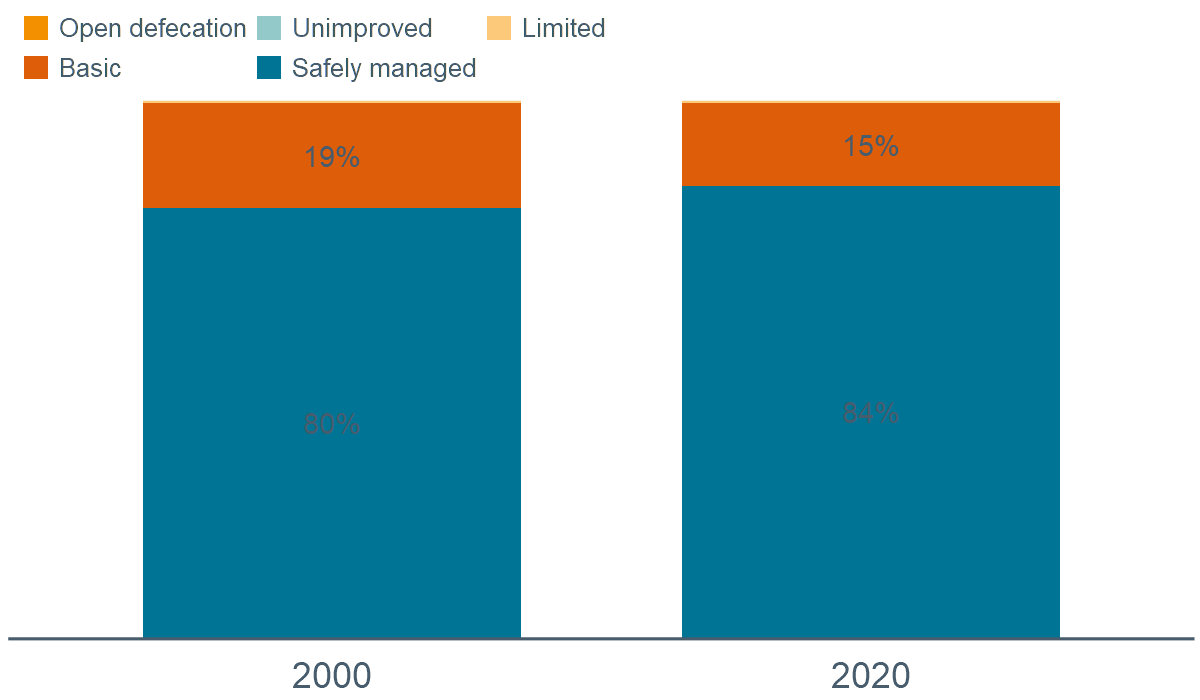 Open defecation Unimproved Limited
Basic Safely managed
19% 15%
80% 84%
2000 2020